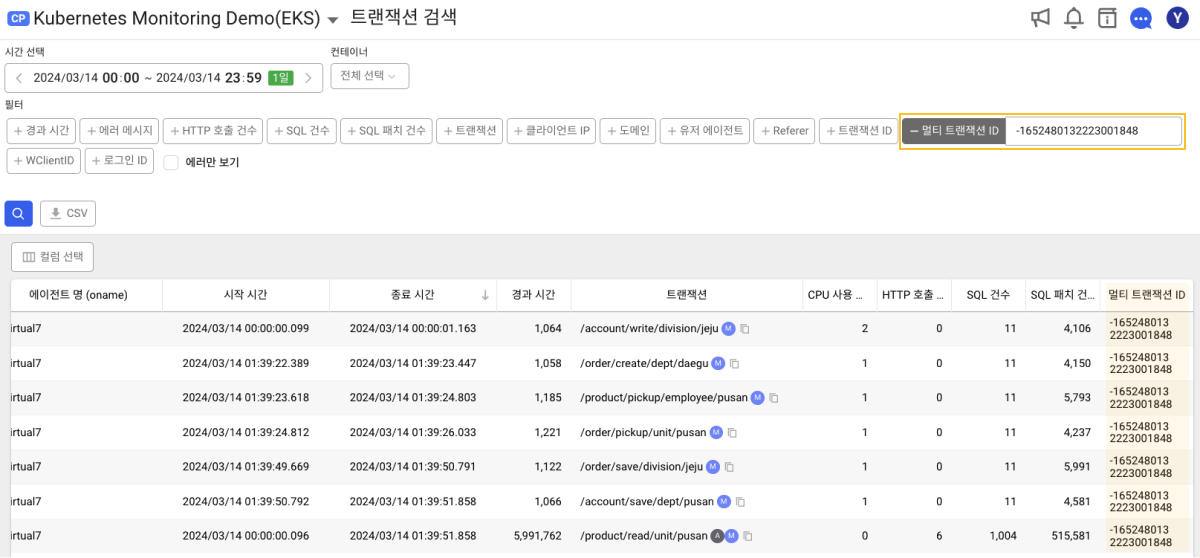 CP Kubernetes Monitoring Demo(EKS) 트랜잭션 검색 Y
시간 선택 컨테이너
2024/03/14 00:00 ~ 2024/03/14 23:59 1일 전체 선택
필터
+ 경과 시간 + 에러 메시지 + HTTP 호출 건수 + SQL 건수 + SQL 패치 건수 + 트랜잭션 + 클라이언트 IP + 도메인 + 유저 에이전트 + Referer + 트랜잭션 ID − 멀티 트랜잭션 ID -1652480132223001848
+ WClientID + 로그인 ID 에러만 보기
CSV
컬럼 선택
에이전트 명 (oname) 시작 시간 종료 시간 ↓ 경과 시간 트랜잭션 CPU 사용 ... HTTP 호출 ... SQL 건수 SQL 패치 건... 멀티 트랜잭션 ID
irtual7 2024/03/14 00:00:00.099 2024/03/14 00:00:01.163 1,064 /account/write/division/jeju M 2 0 11 4,106 -165248013
2223001848
irtual7 2024/03/14 01:39:22.389 2024/03/14 01:39:23.447 1,058 /order/create/dept/daegu M 1 0 11 4,150 -165248013
2223001848
irtual7 2024/03/14 01:39:23.618 2024/03/14 01:39:24.803 1,185 /product/pickup/employee/pusan M 1 0 11 5,793 -165248013
2223001848
irtual7 2024/03/14 01:39:24.812 2024/03/14 01:39:26.033 1,221 /order/pickup/unit/pusan M 1 0 11 4,237 -165248013
2223001848
irtual7 2024/03/14 01:39:49.669 2024/03/14 01:39:50.791 1,122 /order/save/division/jeju M 1 0 11 5,991 -165248013
2223001848
irtual7 2024/03/14 01:39:50.792 2024/03/14 01:39:51.858 1,066 /account/save/dept/pusan M 1 0 11 4,581 -165248013
2223001848
irtual7 2024/03/14 00:00:00.096 2024/03/14 01:39:51.858 5,991,762 /product/read/unit/pusan A M 0 6 1,004 515,581 -165248013
2223001848